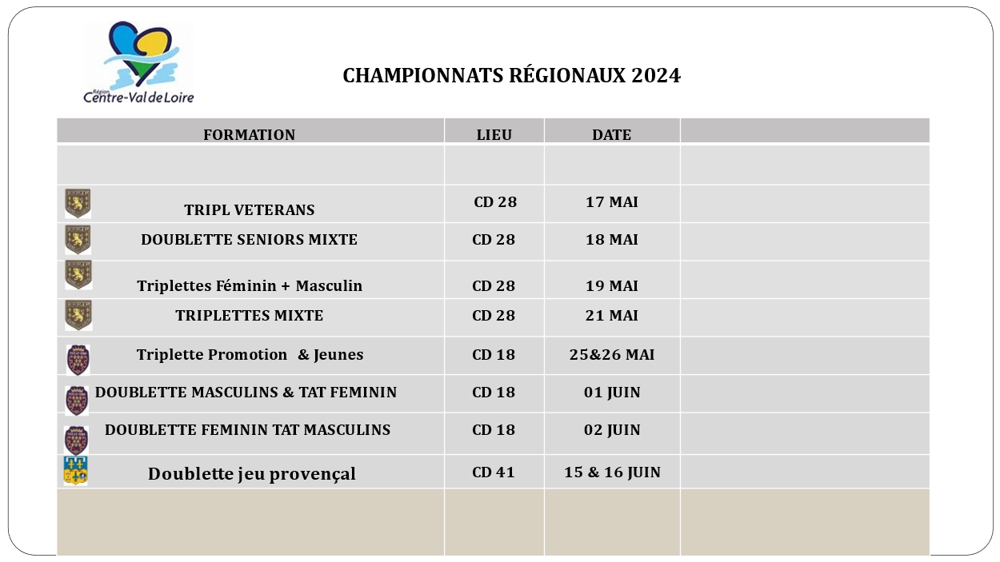 Région
Centre-Val de Loire
CHAMPIONNATS RÉGIONAUX 2024
FORMATION LIEU DATE
TRIPL VETERANS CD 28 17 MAI
DOUBLETTE SENIORS MIXTE CD 28 18 MAI
Triplettes Féminin + Masculin CD 28 19 MAI
TRIPLETTES MIXTE CD 28 21 MAI
Triplette Promotion & Jeunes CD 18 25&26 MAI
DOUBLETTE MASCULINS & TAT FEMININ CD 18 01 JUIN
DOUBLETTE FEMININ TAT MASCULINS CD 18 02 JUIN
Doublette jeu provençal CD 41 15 & 16 JUIN